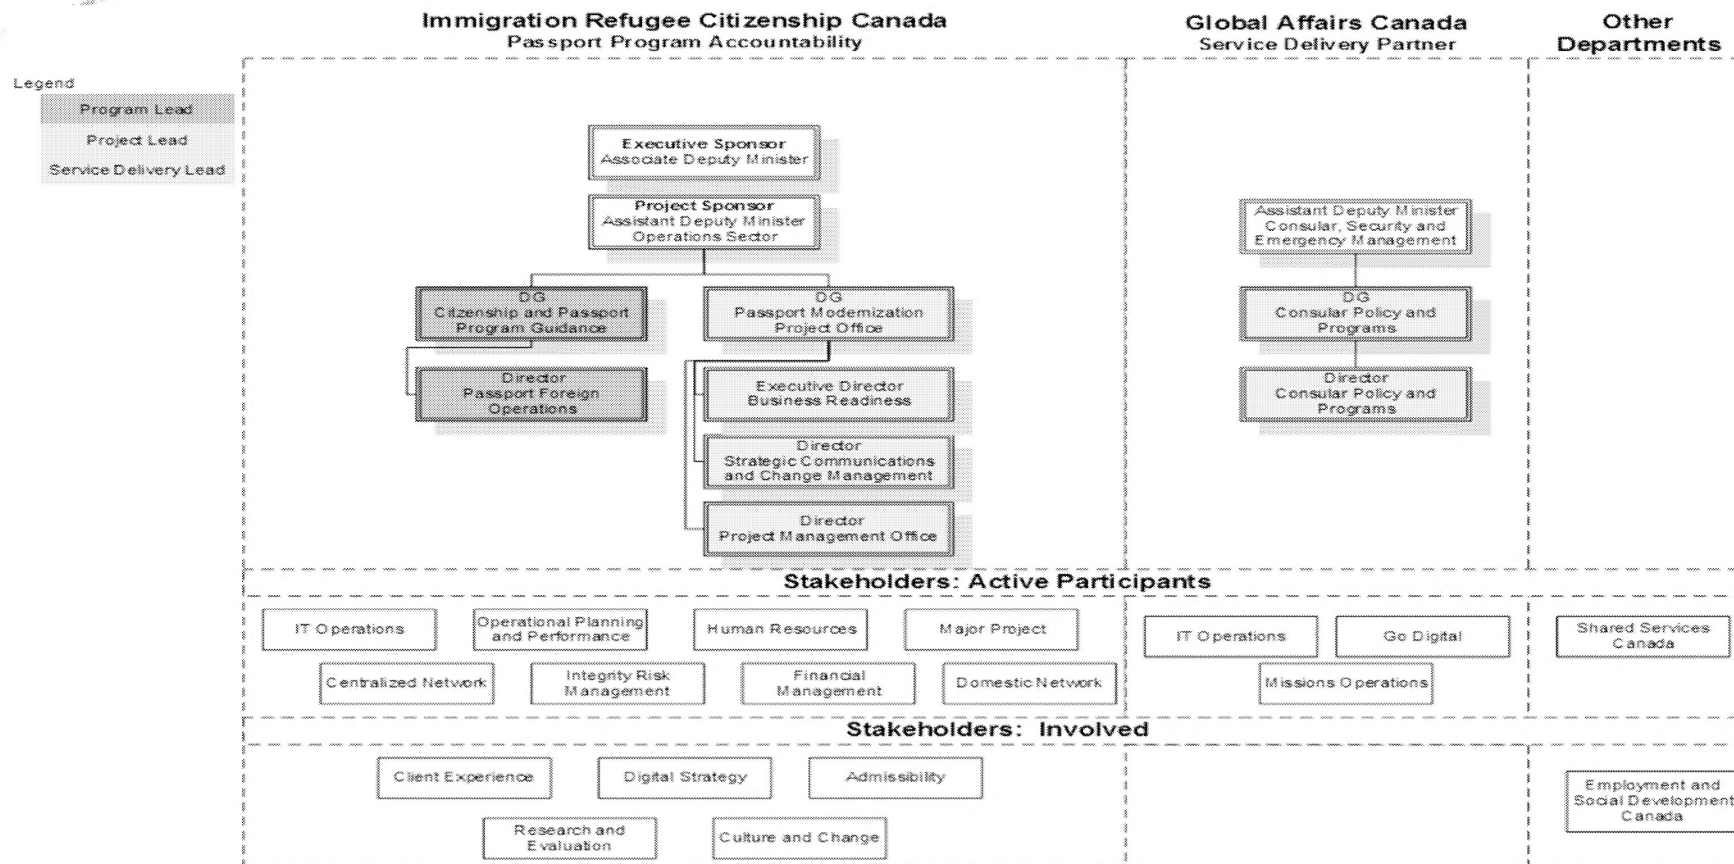 Immigration Refugee Citizenship Canada
Passport Program Accountability
Global Affairs Canada
Service Delivery Partner
Other
Departments
Legend
Program Lead
Project Lead
Service Delivery Lead
Executive Sponsor
Associate Deputy Minister
Project Sponsor
Assistant Deputy Minister
Operations Sector
DG
Citizenship and Passport
Program Guidance
DG
Passport Modernization
Project Office
Director
Passport Foreign
Operations
Executive Director
Business Readiness
Director
Strategic Communications
and Change Management
Director
Project Management Office
Assistant Deputy Minister
Consular, Security and
Emergency Management
DG
Consular Policy and
Programs
Director
Consular Policy and
Programs
Stakeholders: Active Participants
IT Operations
Operational Planning
and Performance
Human Resources
Major Project
Centralized Network
Integrity Risk
Management
Financial
Management
Domestic Network
IT Operations
Go Digital
Missions Operations
Shared Services
Canada
Stakeholders: Involved
Client Experience
Digital Strategy
Admissibility
Research and
Evaluation
Culture and Change
Employment and
Social Development
Canada